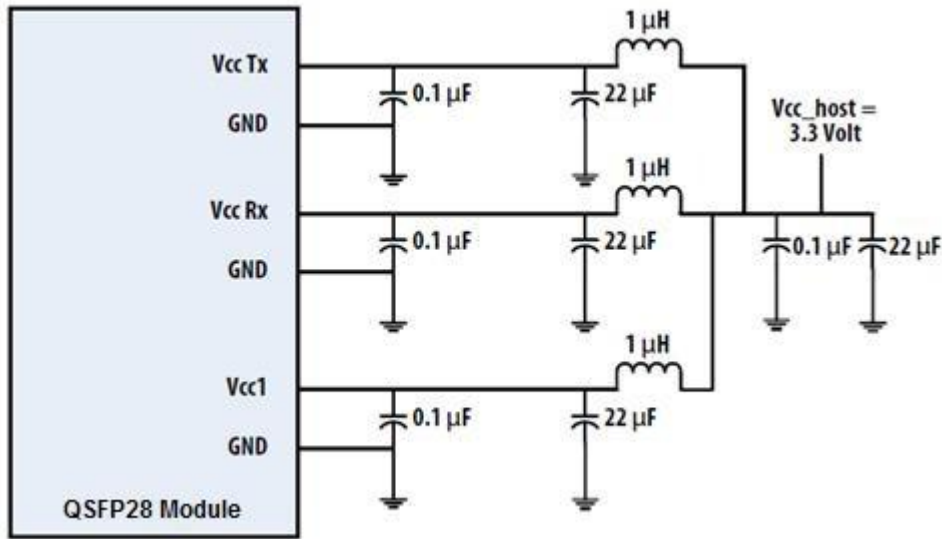 1 μH
Vcc Tx
0.1 μF
22 μF
Vcc_host =
3.3 Volt
GND
1 μH
Vcc Rx
0.1 μF
22 μF
0.1 μF
22 μF
GND
1 μH
Vcc1
0.1 μF
22 μF
GND
QSFP28 Module